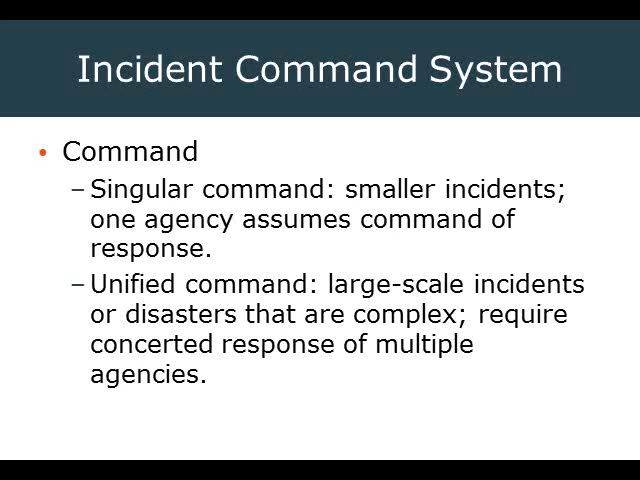 Incident Command System
• Command
– Singular command: smaller incidents;
one agency assumes command of
response.
– Unified command: large-scale incidents
or disasters that are complex; require
concerted response of multiple
agencies.